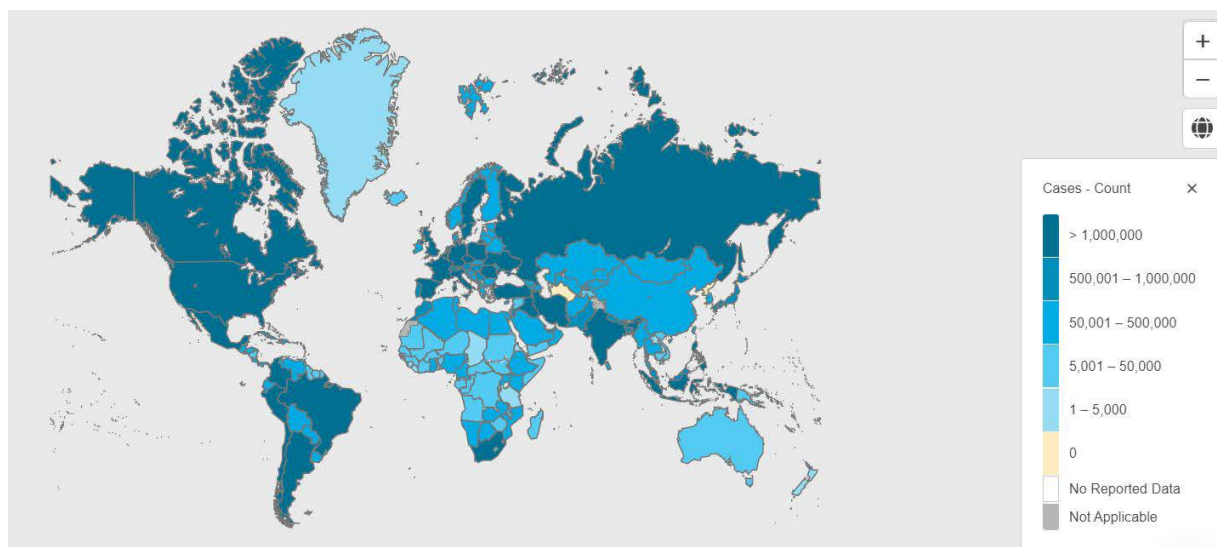 +
−
Cases - Count ×
> 1,000,000
500,001 – 1,000,000
50,001 – 500,000
5,001 – 50,000
1 – 5,000
0
No Reported Data
Not Applicable